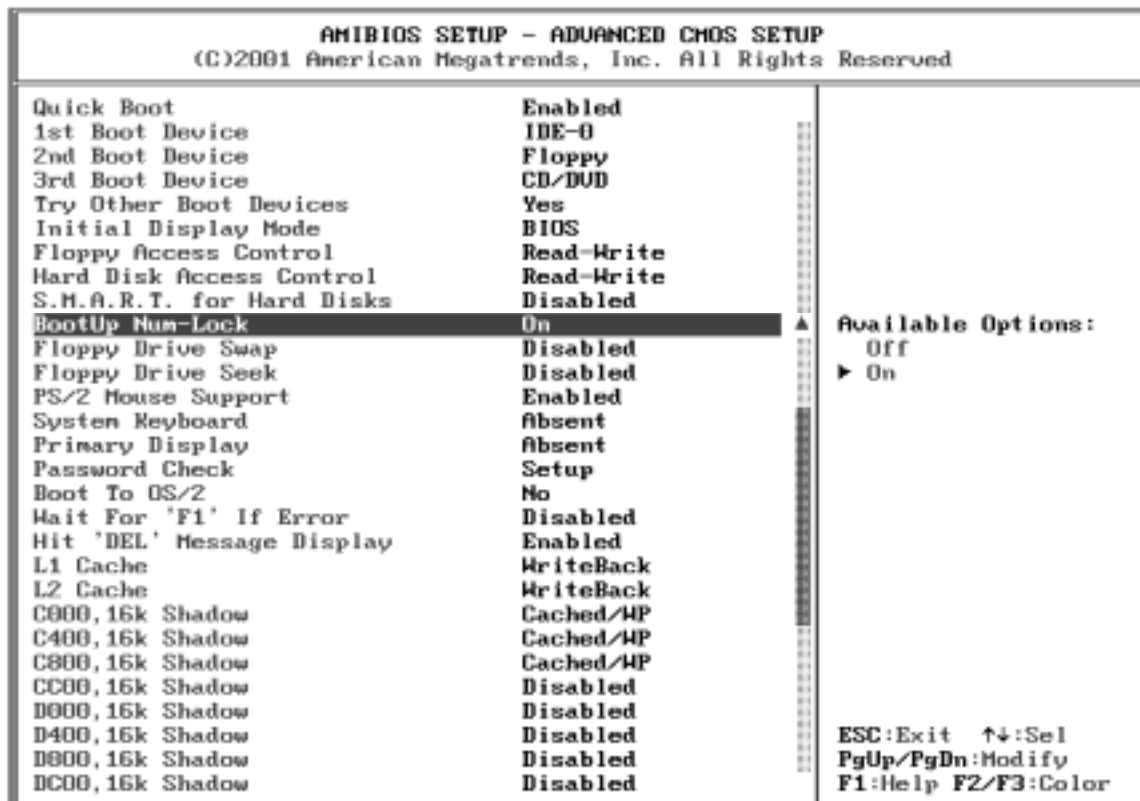 AMIBIOS SETUP - ADVANCED CMOS SETUP
(C)2001 American Megatrends, Inc. All Rights Reserved
Quick Boot Enabled
1st Boot Device IDE-0
2nd Boot Device Floppy
3rd Boot Device CD/DVD
Try Other Boot Devices Yes
Initial Display Mode BIOS
Floppy Access Control Read-Write
Hard Disk Access Control Read-Write
S.M.A.R.T. for Hard Disks Disabled
BootUp Num-Lock On ▲ Available Options:
Floppy Drive Swap Disabled Off
Floppy Drive Seek Disabled ► On
PS/2 Mouse Support Enabled
System Keyboard Absent
Primary Display Absent
Password Check Setup
Boot To OS/2 No
Wait For 'F1' If Error Disabled
Hit 'DEL' Message Display Enabled
L1 Cache WriteBack
L2 Cache WriteBack
C000,16k Shadow Cached/WP
C400,16k Shadow Cached/WP
C800,16k Shadow Cached/WP
CC00,16k Shadow Disabled
D000,16k Shadow Disabled
D400,16k Shadow Disabled ESC:Exit ↑↓:Sel
D800,16k Shadow Disabled PgUp/PgDn:Modify
DC00,16k Shadow Disabled F1:Help F2/F3:Color